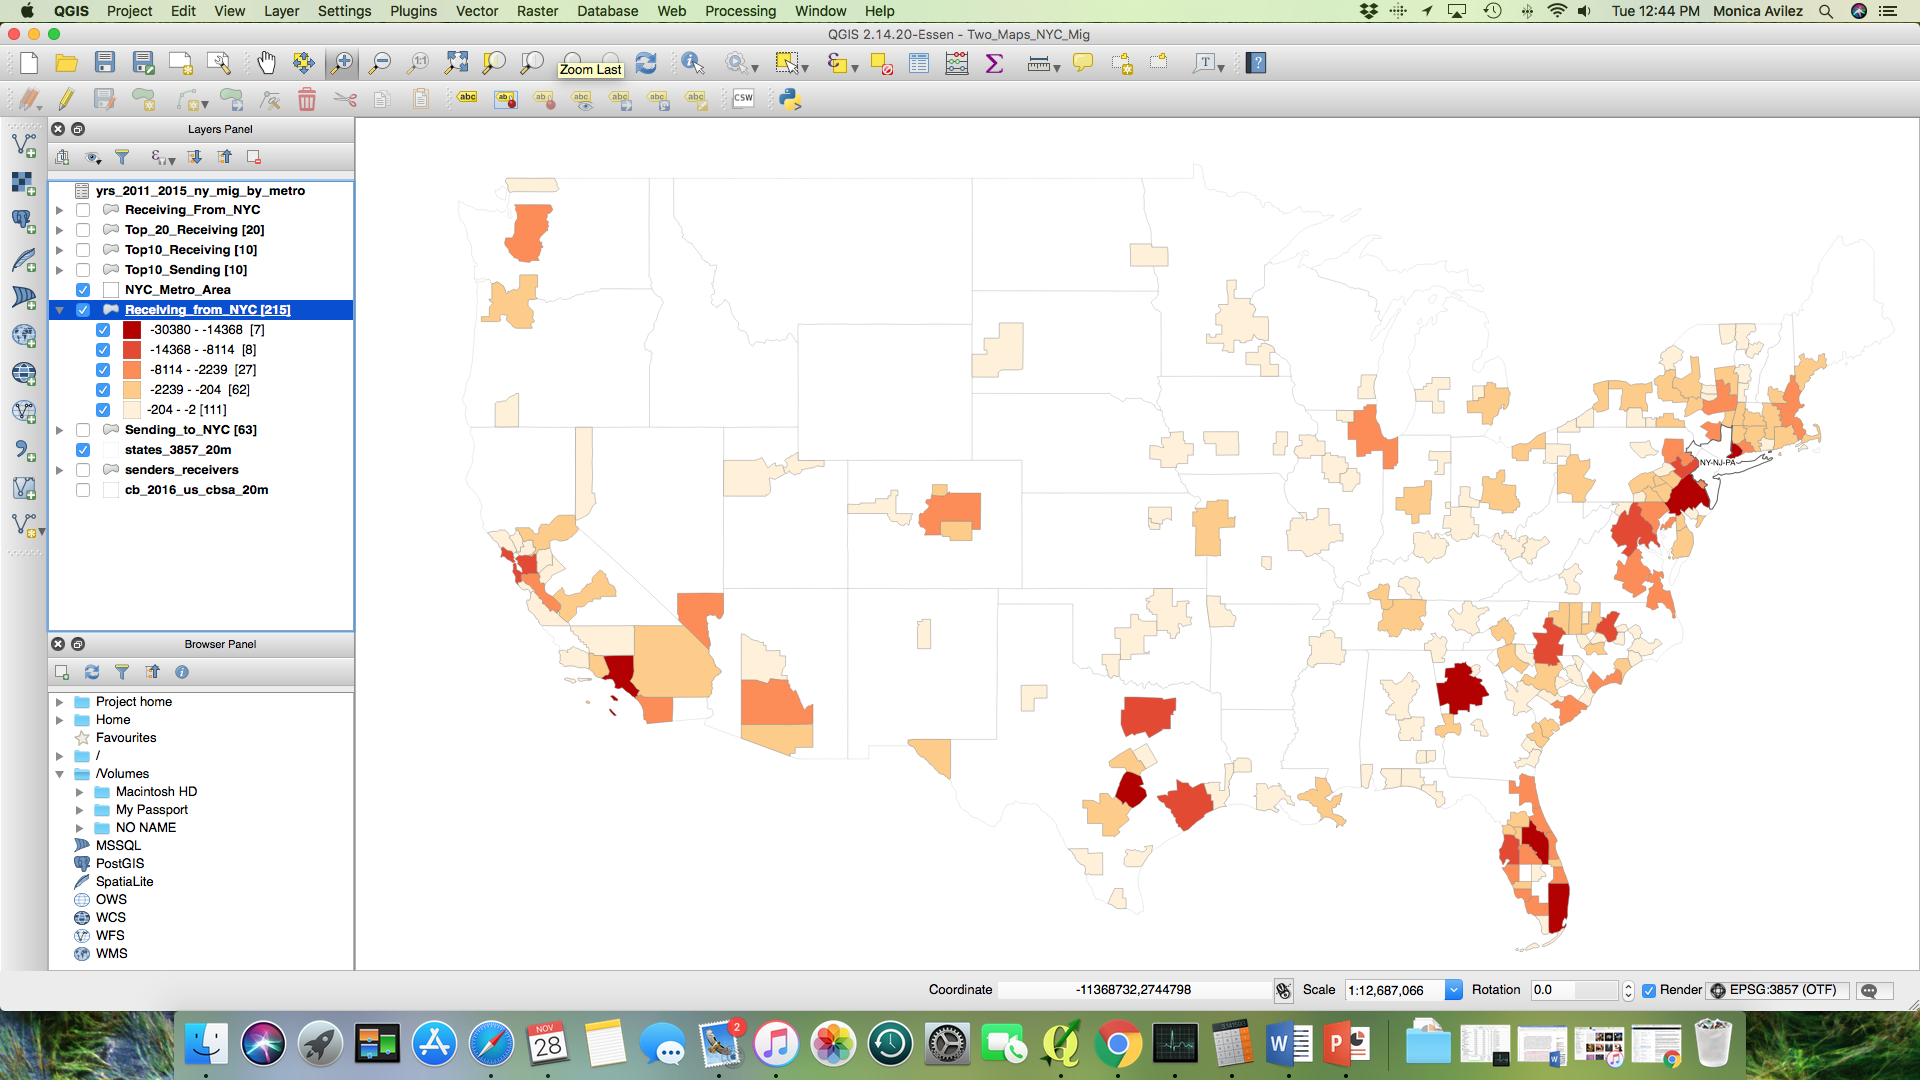 QGIS Project Edit View Layer Settings Plugins Vector Raster Database Web Processing Window Help
Tue 12:44 PM Monica Avilez
QGIS 2.14.20-Essen - Two_Maps_NYC_Mig
Zoom Last
abc
CSW
Layers Panel
yrs_2011_2015_ny_mig_by_metro
Receiving_From_NYC
Top_20_Receiving [20]
Top10_Receiving [10]
Top10_Sending [10]
NYC_Metro_Area
Receiving_from_NYC [215]
-30380 - -14368 [7]
-14368 - -8114 [8]
-8114 - -2239 [27]
-2239 - -204 [62]
-204 - -2 [111]
Sending_to_NYC [63]
states_3857_20m
senders_receivers
cb_2016_us_cbsa_20m
NY-NJ-PA
Browser Panel
Project home
Home
Favourites
/
/Volumes
Macintosh HD
My Passport
NO NAME
MSSQL
PostGIS
SpatiaLite
OWS
WCS
WFS
WMS
Coordinate -11368732,2744798 Scale 1:12,687,066 Rotation 0.0 Render EPSG:3857 (OTF)
NOV
28
2